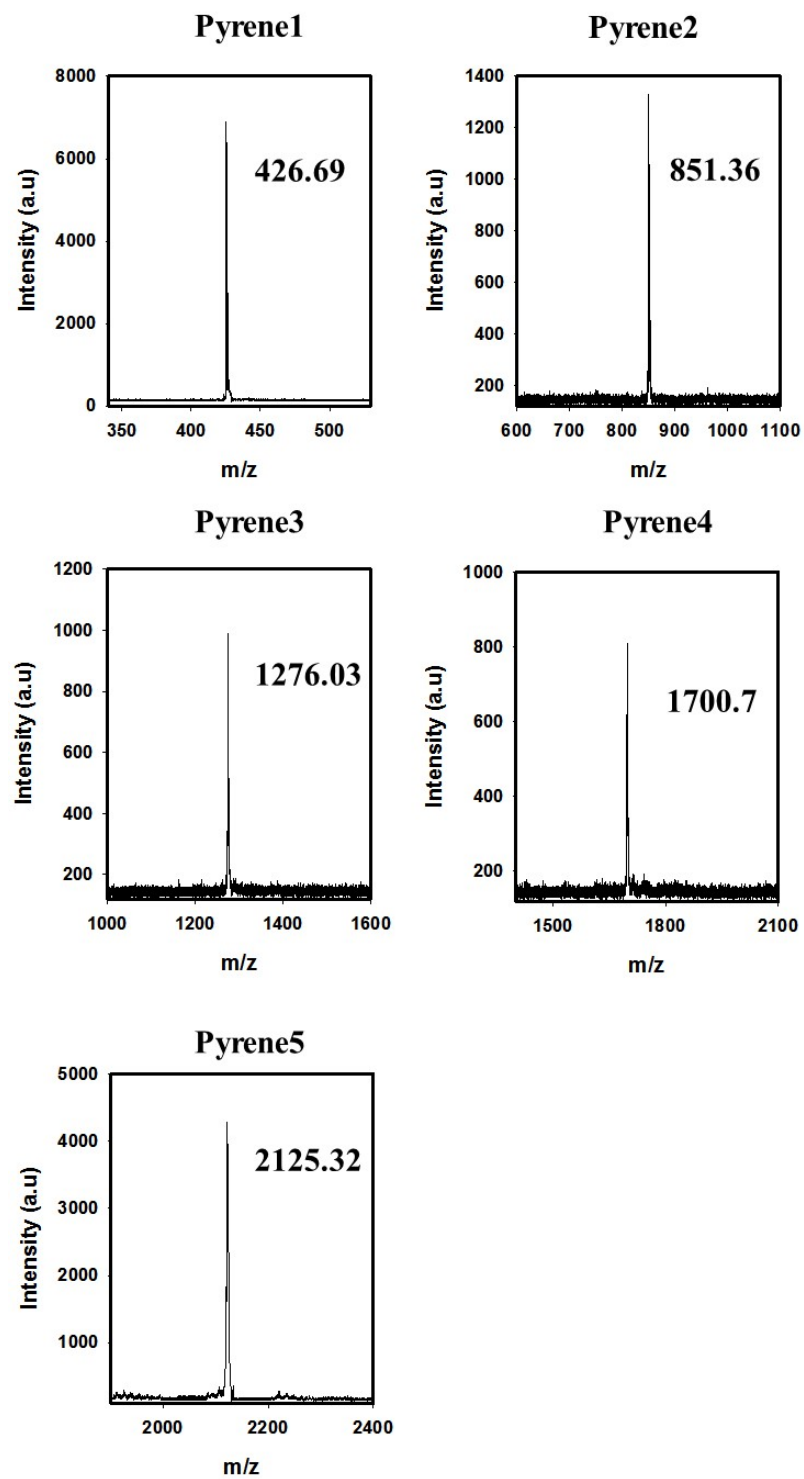 Pyrene1
8000
6000
4000
2000
0
Intensity (a.u)
426.69
350 400 450 500
m/z
Pyrene2
1400
1200
1000
800
600
400
200
Intensity (a.u)
851.36
600 700 800 900 1000 1100
m/z
Pyrene3
1200
1000
800
600
400
200
Intensity (a.u)
1276.03
1000 1200 1400 1600
m/z
Pyrene4
1000
800
600
400
200
Intensity (a.u)
1700.7
1500 1800 2100
m/z
Pyrene5
5000
4000
3000
2000
1000
Intensity (a.u)
2125.32
2000 2200 2400
m/z